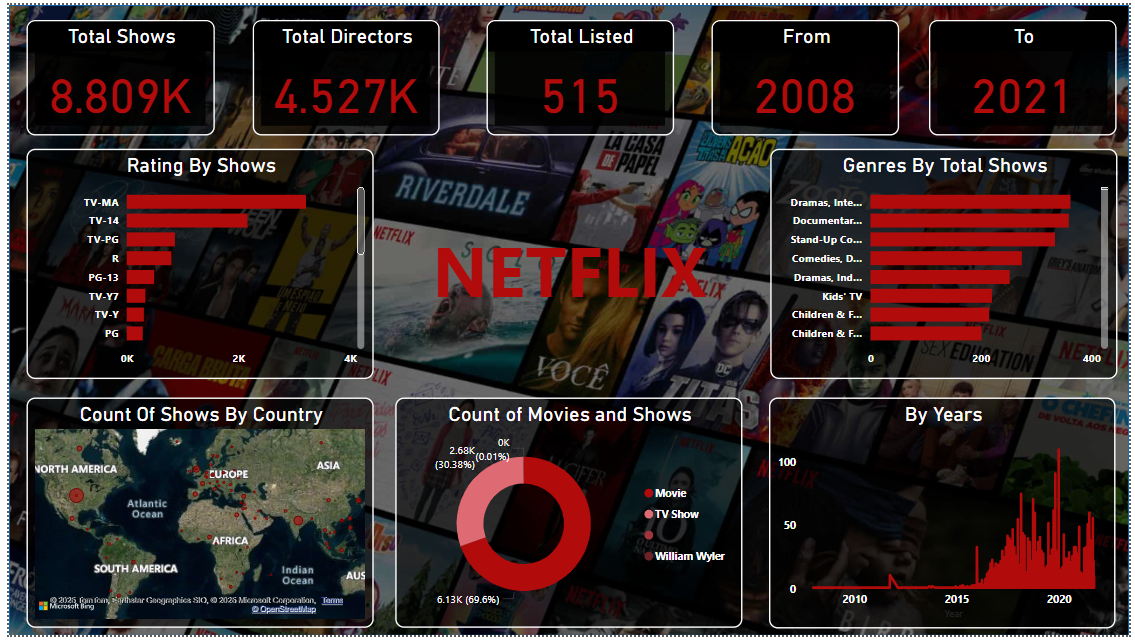 Total Shows
8.809K
Total Directors
4.527K
Total Listed
515
From
2008
To
2021
Rating By Shows
TV-MA
TV-14
TV-PG
R
PG-13
TV-Y7
TV-Y
PG
0K 2K 4K
RIVERDALE
LA CASA
DE PAPEL
AÇÃO
NETFLIX
NETFLIX
VOCÊ
DC
TITÃS
Genres By Total Shows
Dramas, Inte...
Documentar...
Stand-Up Co...
Comedies, D...
Dramas, Ind...
Kids' TV
Children & F...
Children & F...
0 200 400
SEX EDUCATION
CARGA BRUTA
Count Of Shows By Country
NORTH AMERICA
EUROPE
ASIA
Atlantic
Ocean
AFRICA
SOUTH AMERICA
Indian
Ocean
AUS
© 2025 TomTom, Earthstar Geographics SIO, © 2025 Microsoft Corporation, Terms
Microsoft Bing
© OpenStreetMap
Count of Movies and Shows
0K
(0.01%)
2.68K
(30.38%)
6.13K (69.6%)
Movie
TV Show
William Wyler
By Years
100
50
0
2010 2015 2020
Year